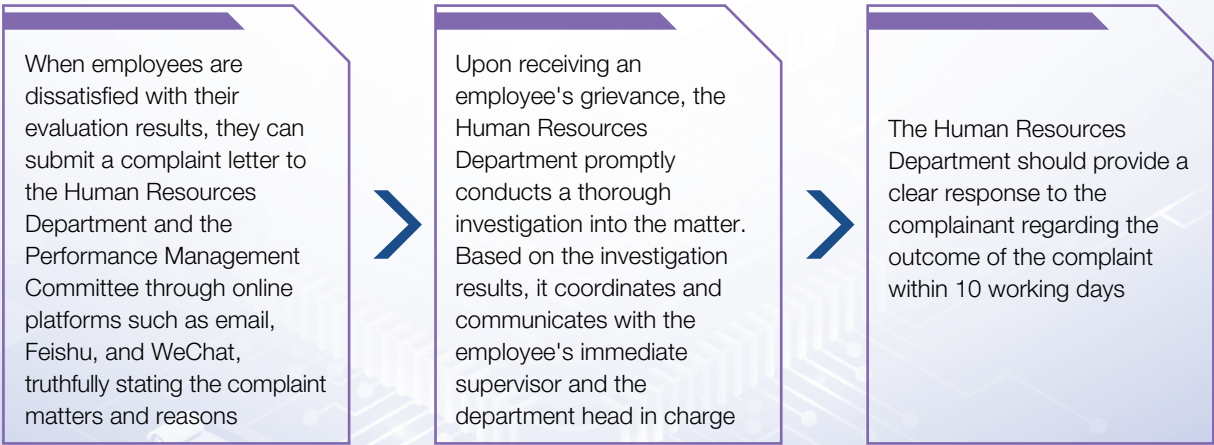 When employees are
dissatisfied with their
evaluation results, they can
submit a complaint letter to
the Human Resources
Department and the
Performance Management
Committee through online
platforms such as email,
Feishu, and WeChat,
truthfully stating the complaint
matters and reasons
Upon receiving an
employee's grievance, the
Human Resources
Department promptly
conducts a thorough
investigation into the matter.
Based on the investigation
results, it coordinates and
communicates with the
employee's immediate
supervisor and the
department head in charge
The Human Resources
Department should provide a
clear response to the
complainant regarding the
outcome of the complaint
within 10 working days